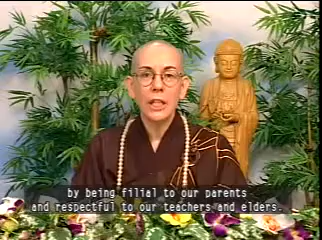 by being filial to our parents
and respectful to our teachers and elders.